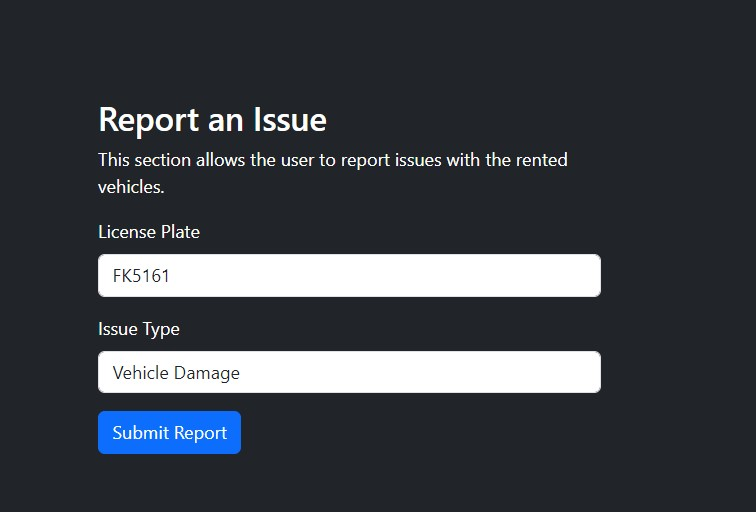 Report an Issue
This section allows the user to report issues with the rented
vehicles.
License Plate
FK5161
Issue Type
Vehicle Damage
Submit Report